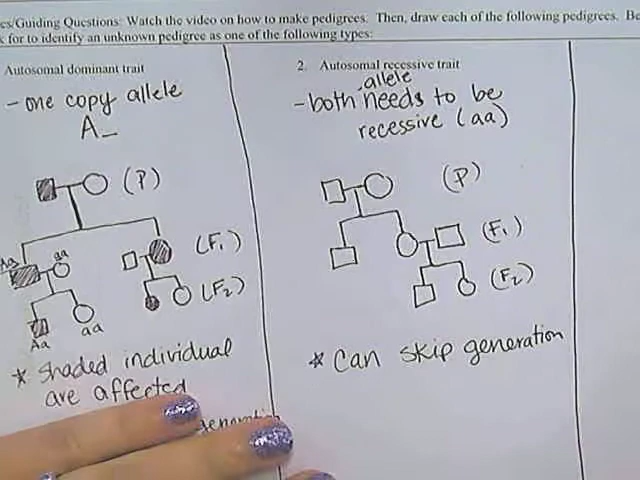 es/Guiding Questions: Watch the video on how to make pedigrees. Then, draw each of the following pedigrees. Be
k for to identify an unknown pedigree as one of the following types:
Autosomal dominant trait
- one copy allele
A_
(P)
Aa
aa
(F₁)
(F₂)
Aa
aa
* Shaded individual
are affected
2. Autosomal recessive trait
allele
- both needs to be
recessive (aa)
(P)
(F₁)
(F₂)
* Can skip generation